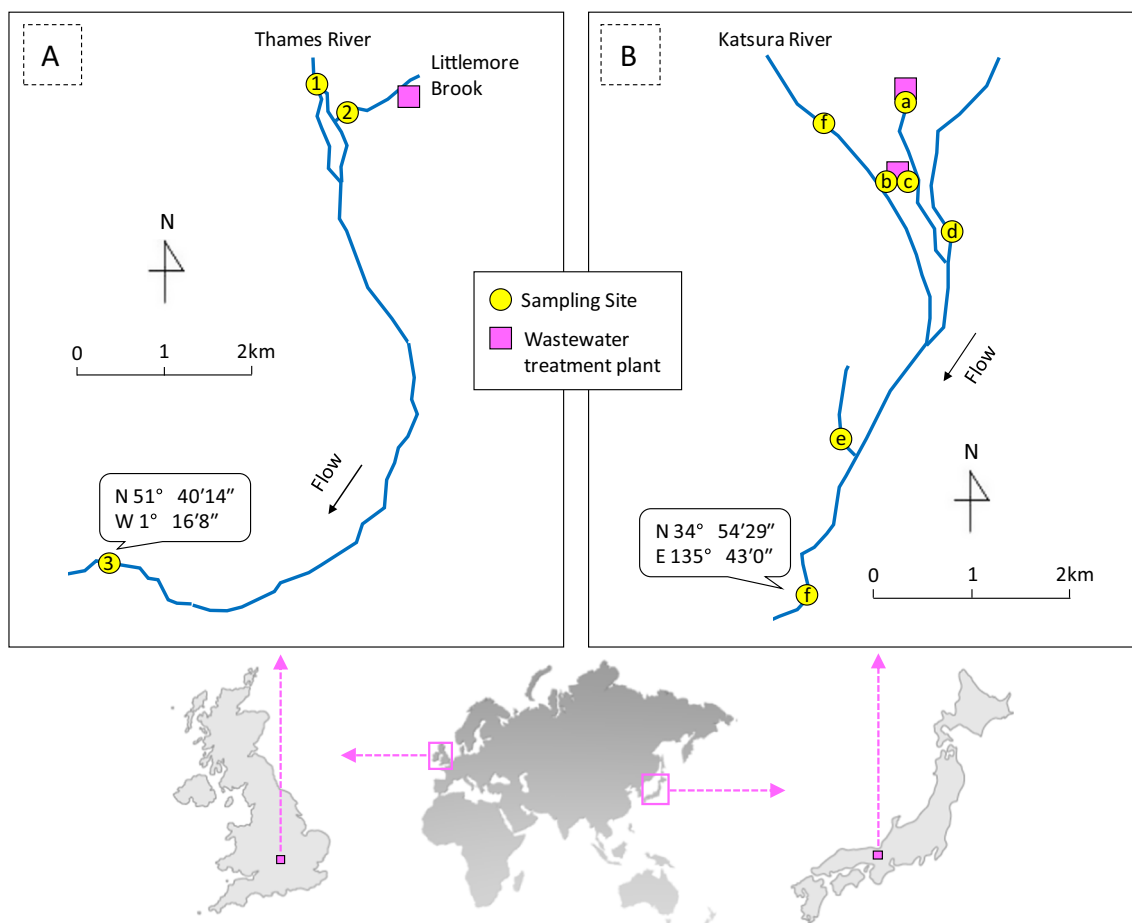 A
Thames River
Littlemore
Brook
1
2
N
0 1 2km
Flow
N 51° 40′14″
W 1° 16′8″
3
Sampling Site
Wastewater
treatment plant
B
Katsura River
f
a
b
c
d
Flow
e
N
N 34° 54′29″
E 135° 43′0″
0 1 2km
f